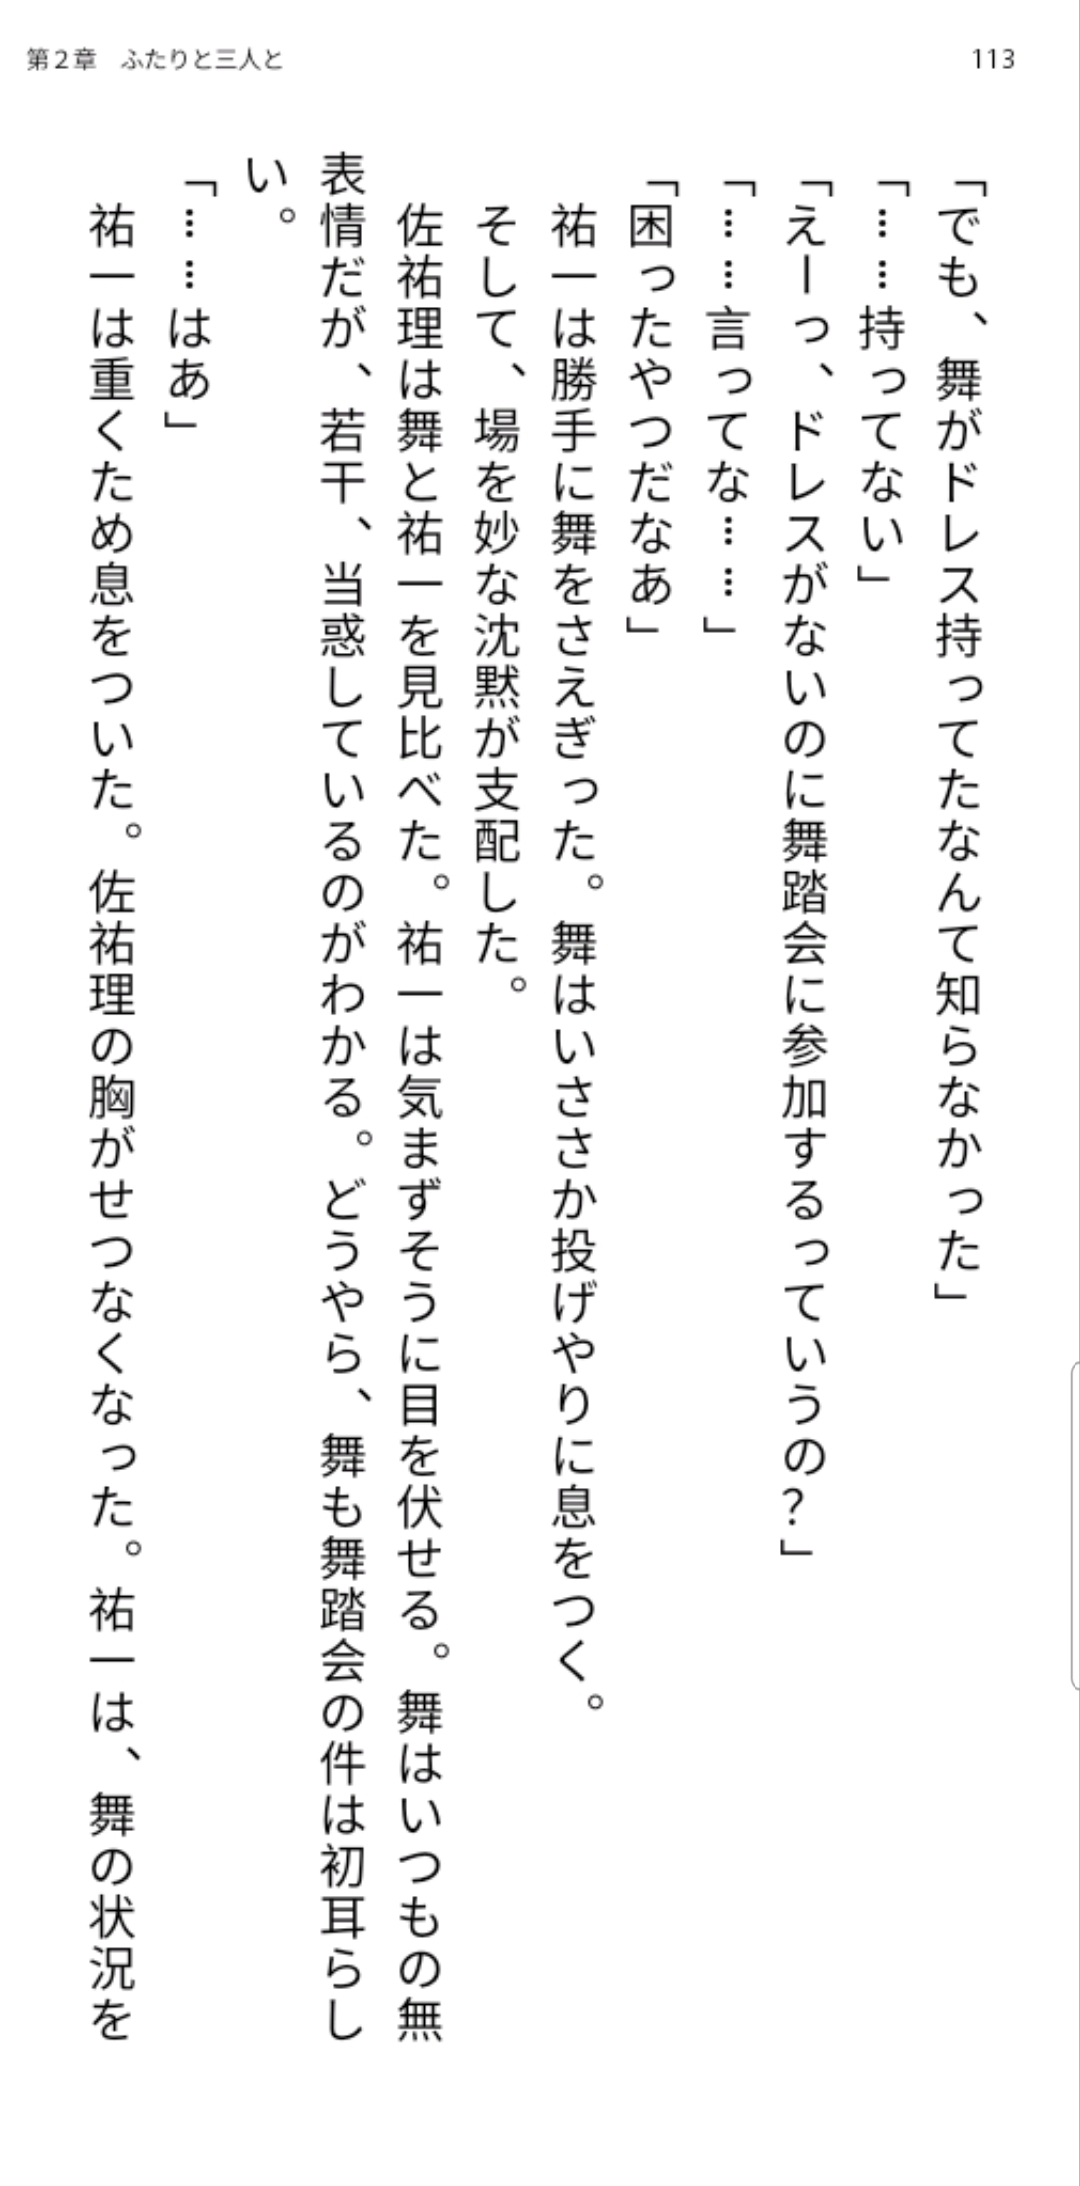 第２章　ふたりと三人と
113
「でも、舞がドレス持ってたなんて知らなかった」
「……持ってない」
「えーっ、ドレスがないのに舞踏会に参加するっていうの？」
「……言ってな……」
「困ったやつだなあ」
　祐一は勝手に舞をさえぎった。舞はいささか投げやりに息をつく。
　そして、場を妙な沈黙が支配した。
　佐祐理は舞と祐一を見比べた。祐一は気まずそうに目を伏せる。舞はいつもの無
表情だが、若干、当惑しているのがわかる。どうやら、舞も舞踏会の件は初耳らし
い。
「……はあ」
　祐一は重くため息をついた。佐祐理の胸がせつなくなった。祐一は、舞の状況を